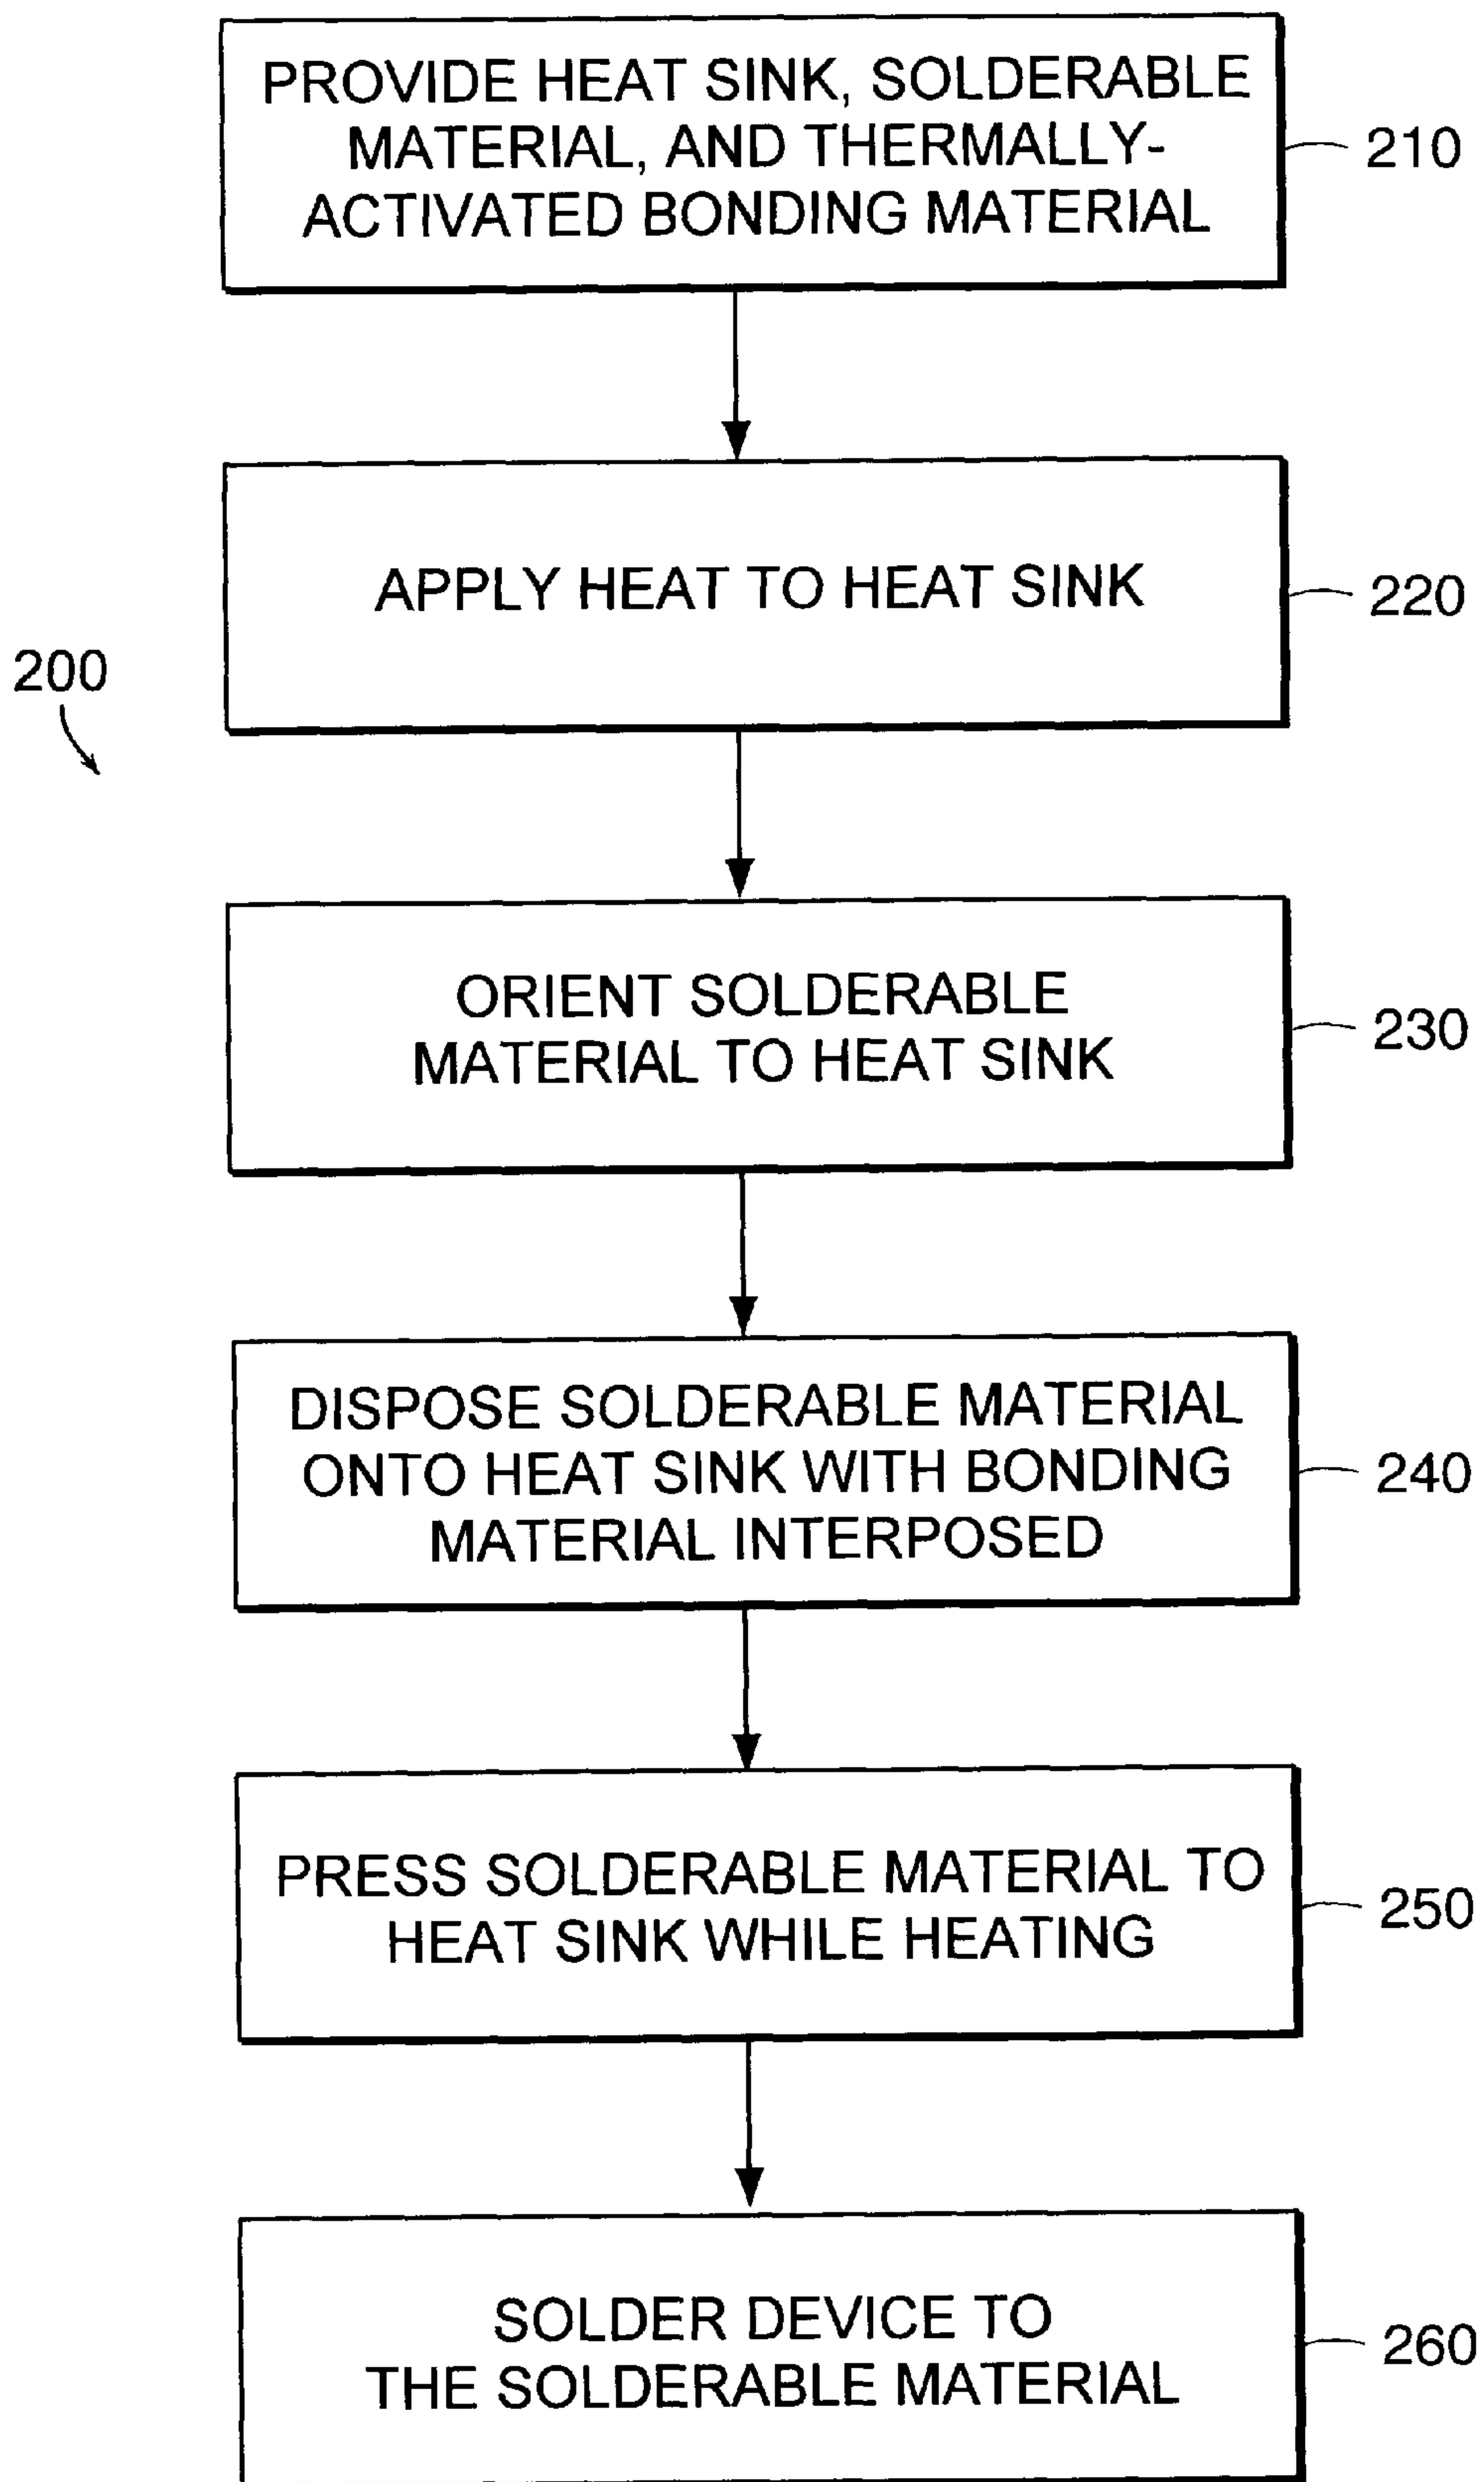 PROVIDE HEAT SINK, SOLDERABLE
MATERIAL, AND THERMALLY-
ACTIVATED BONDING MATERIAL
210
APPLY HEAT TO HEAT SINK
220
200
ORIENT SOLDERABLE
MATERIAL TO HEAT SINK
230
DISPOSE SOLDERABLE MATERIAL
ONTO HEAT SINK WITH BONDING
MATERIAL INTERPOSED
240
PRESS SOLDERABLE MATERIAL TO
HEAT SINK WHILE HEATING
250
SOLDER DEVICE TO
THE SOLDERABLE MATERIAL
260